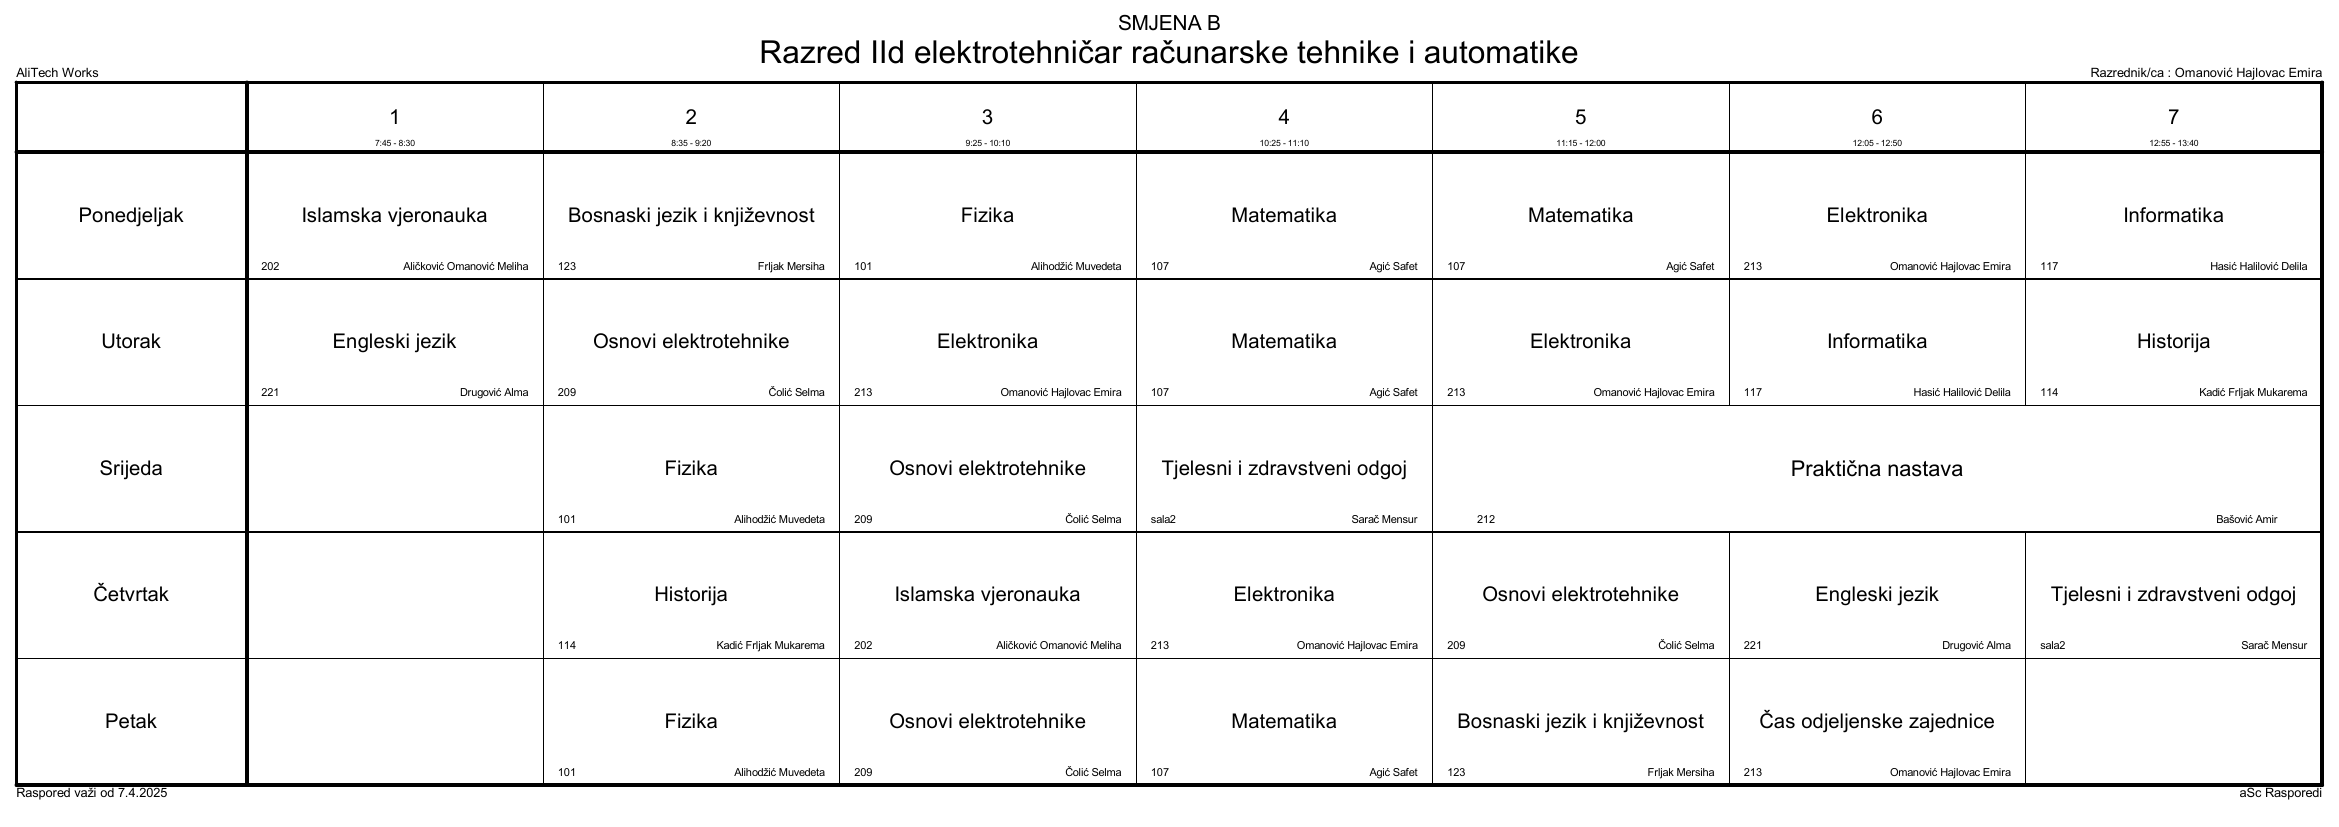 SMJENA B
Razred IId elektrotehničar računarske tehnike i automatike
AliTech Works
Razrednik/ca : Omanović Hajlovac Emira
1
2
3
4
5
6
7
7:45 - 8:30
8:35 - 9:20
9:25 - 10:10
10:25 - 11:10
11:15 - 12:00
12:05 - 12:50
12:55 - 13:40
Ponedjeljak
Islamska vjeronauka
202 Aličković Omanović Meliha
Bosnaski jezik i književnost
123 Frljak Mersiha
Fizika
101 Alihodžić Muvedeta
Matematika
107 Agić Safet
Matematika
107 Agić Safet
Elektronika
213 Omanović Hajlovac Emira
Informatika
117 Hasić Halilović Delila
Utorak
Engleski jezik
221 Drugović Alma
Osnovi elektrotehnike
209 Čolić Selma
Elektronika
213 Omanović Hajlovac Emira
Matematika
107 Agić Safet
Elektronika
213 Omanović Hajlovac Emira
Informatika
117 Hasić Halilović Delila
Historija
114 Kadić Frljak Mukarema
Srijeda
Fizika
101 Alihodžić Muvedeta
Osnovi elektrotehnike
209 Čolić Selma
Tjelesni i zdravstveni odgoj
sala2 Sarač Mensur
Praktična nastava
212 Bašović Amir
Četvrtak
Historija
114 Kadić Frljak Mukarema
Islamska vjeronauka
202 Aličković Omanović Meliha
Elektronika
213 Omanović Hajlovac Emira
Osnovi elektrotehnike
209 Čolić Selma
Engleski jezik
221 Drugović Alma
Tjelesni i zdravstveni odgoj
sala2 Sarač Mensur
Petak
Fizika
101 Alihodžić Muvedeta
Osnovi elektrotehnike
209 Čolić Selma
Matematika
107 Agić Safet
Bosnaski jezik i književnost
123 Frljak Mersiha
Čas odjeljenske zajednice
213 Omanović Hajlovac Emira
Raspored važi od 7.4.2025
aSc Rasporedi